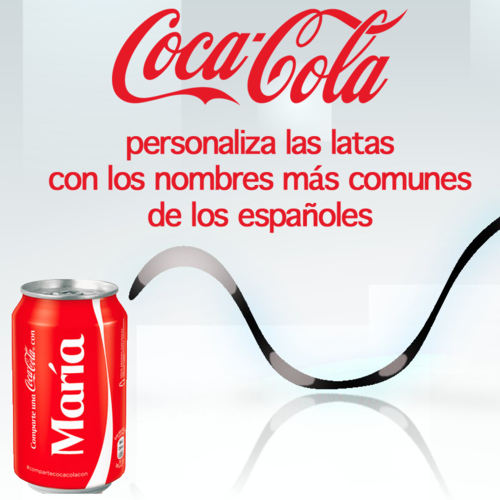 Coca-Cola
personaliza las latas
con los nombres más comunes
de los españoles
Comparte una Coca-Cola con
María
#compartecocacolacon